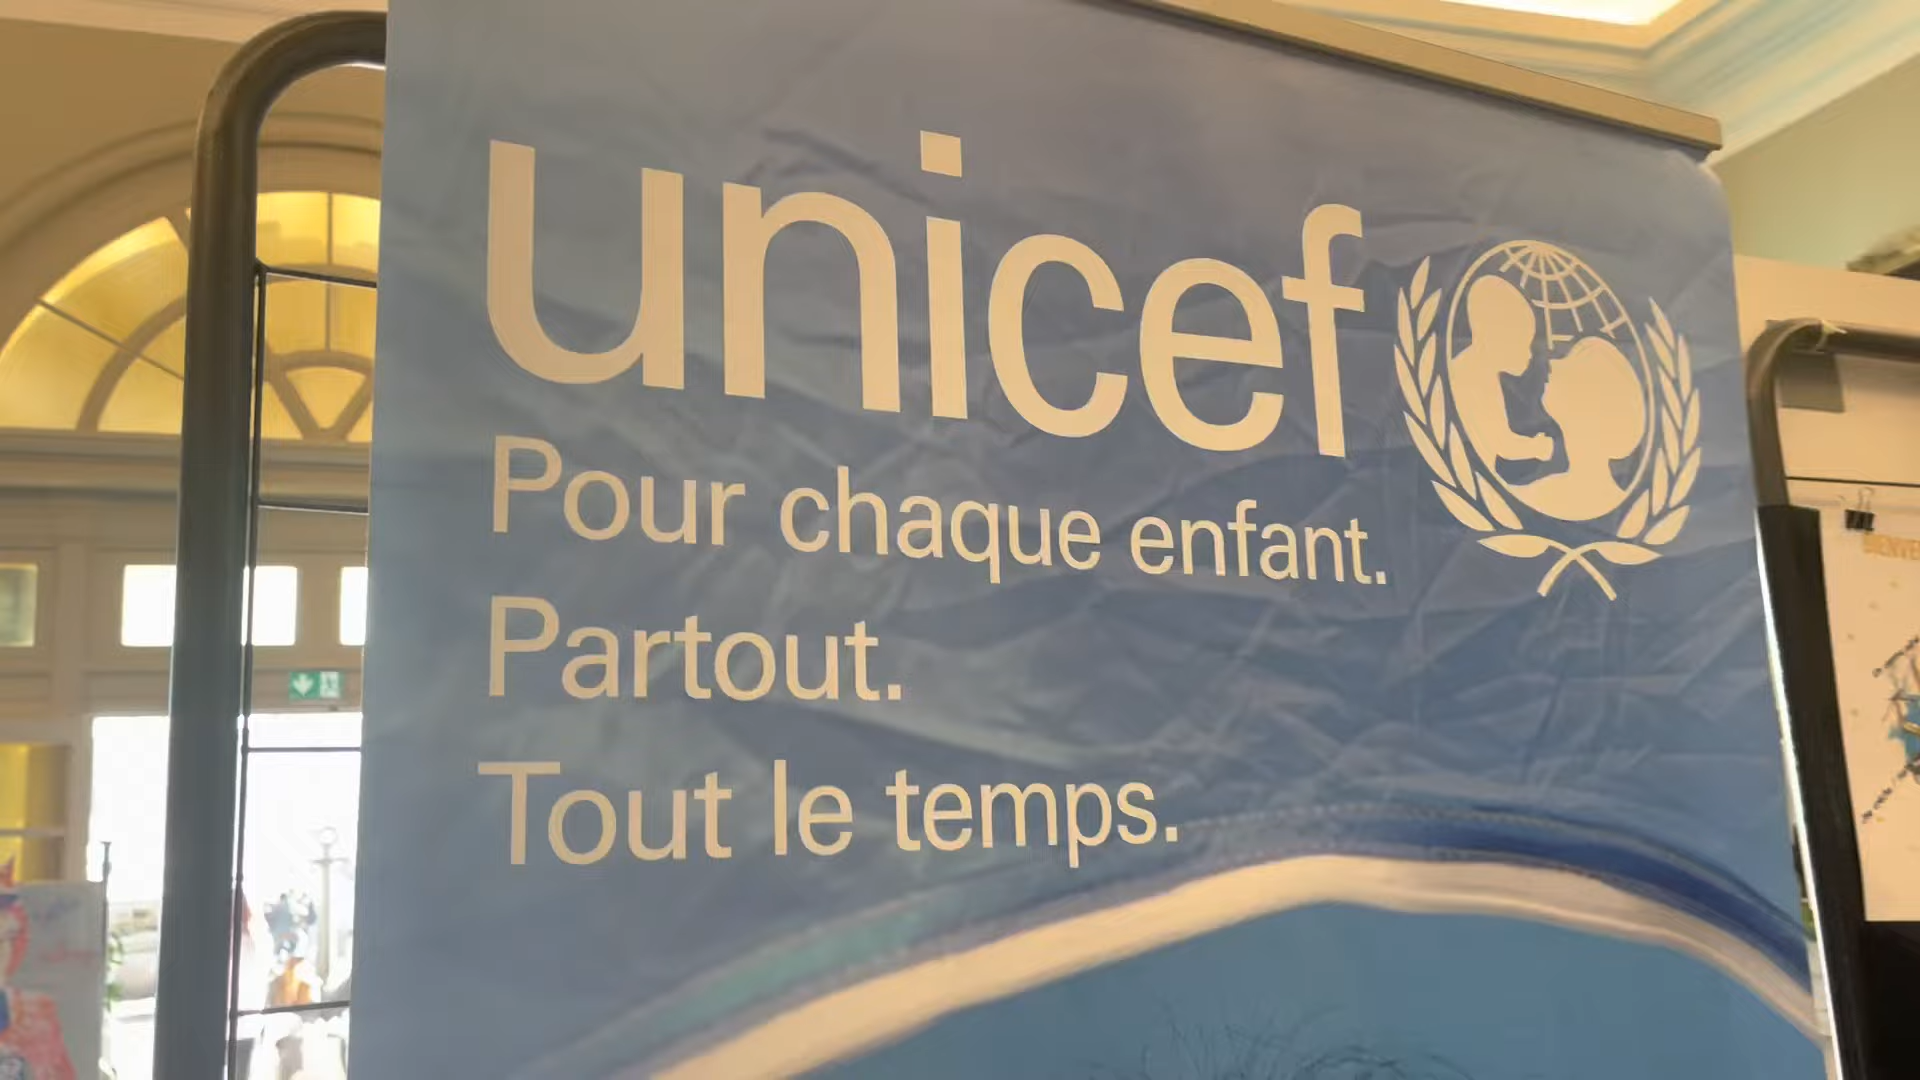 unicef
Pour chaque enfant.
Partout.
Tout le temps.